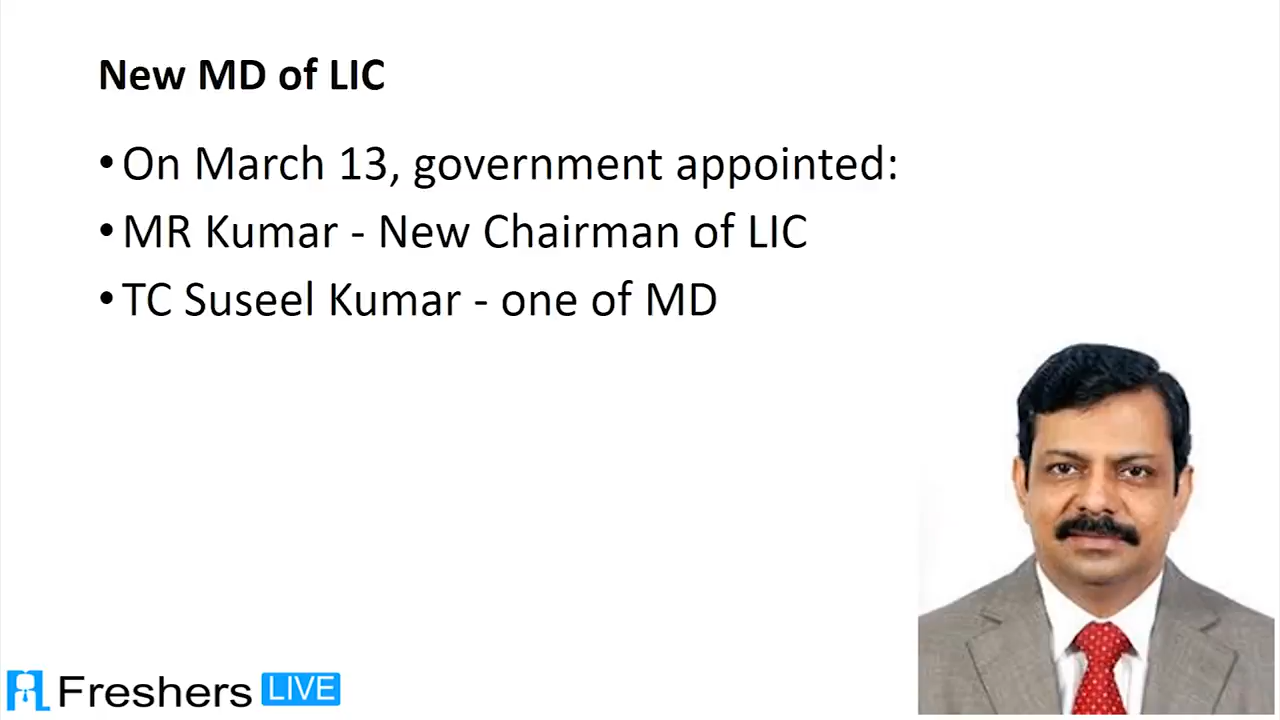 New MD of LIC
• On March 13, government appointed:
• MR Kumar - New Chairman of LIC
• TC Suseel Kumar - one of MD
Freshers LIVE